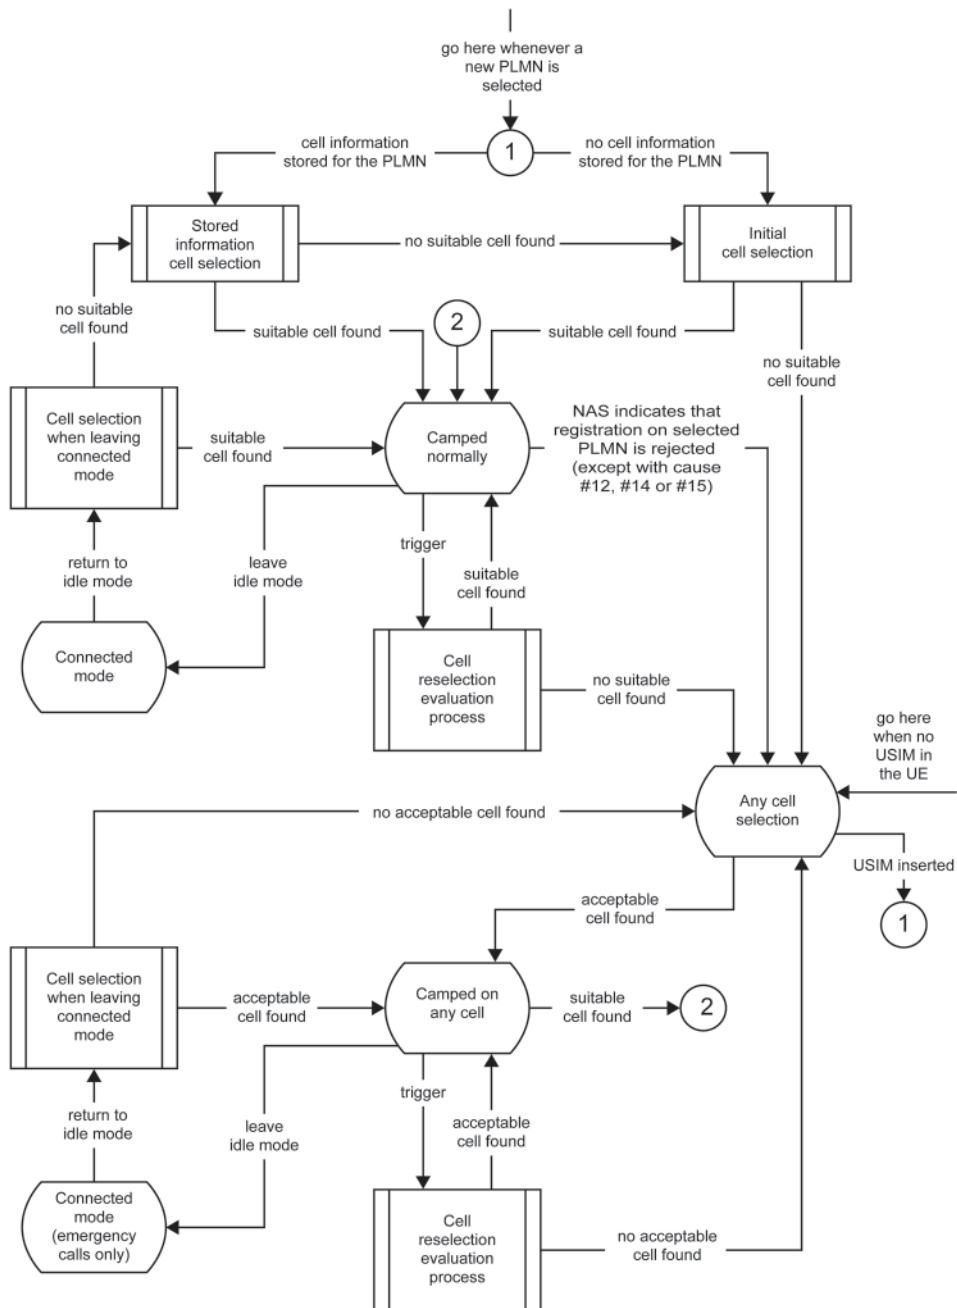 go here whenever a
new PLMN is
selected
1
cell information
stored for the PLMN
no cell information
stored for the PLMN
Stored
information
cell selection
no suitable cell found
Initial
cell selection
no suitable
cell found
suitable cell found
2
suitable cell found
no suitable
cell found
Cell selection
when leaving
connected
mode
suitable
cell found
Camped
normally
NAS indicates that
registration on selected
PLMN is rejected
(except with cause
#12, #14 or #15)
return to
idle mode
leave
idle mode
trigger
suitable
cell found
Connected
mode
Cell
reselection
evaluation
process
no suitable
cell found
go here
when no
USIM in
the UE
Any cell
selection
no acceptable cell found
USIM inserted
1
acceptable
cell found
Cell selection
when leaving
connected
mode
acceptable
cell found
Camped on
any cell
suitable
cell found
2
return to
idle mode
leave
idle mode
trigger
acceptable
cell found
Connected
mode
(emergency
calls only)
Cell
reselection
evaluation
process
no acceptable
cell found